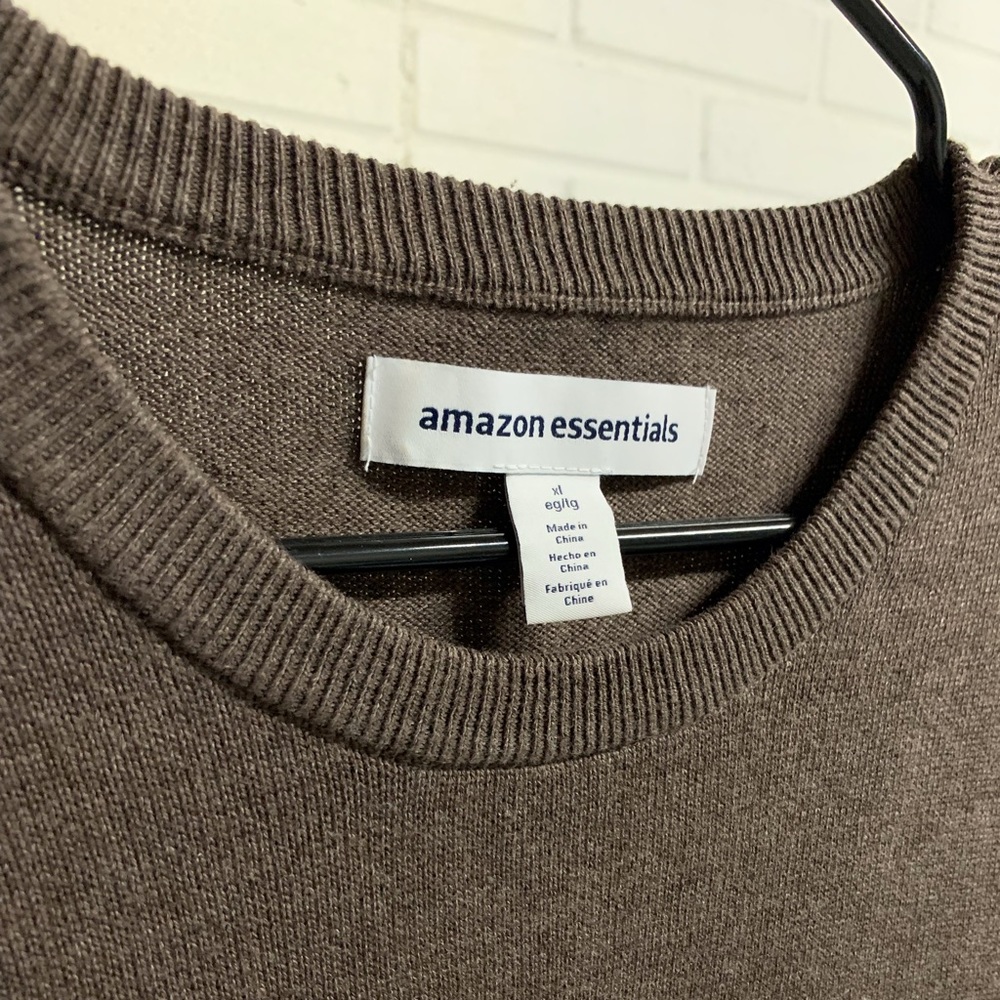 amazon essentials
xl
eg/tg
Made in
China
Hecho en
China
Fabriqué en
Chine